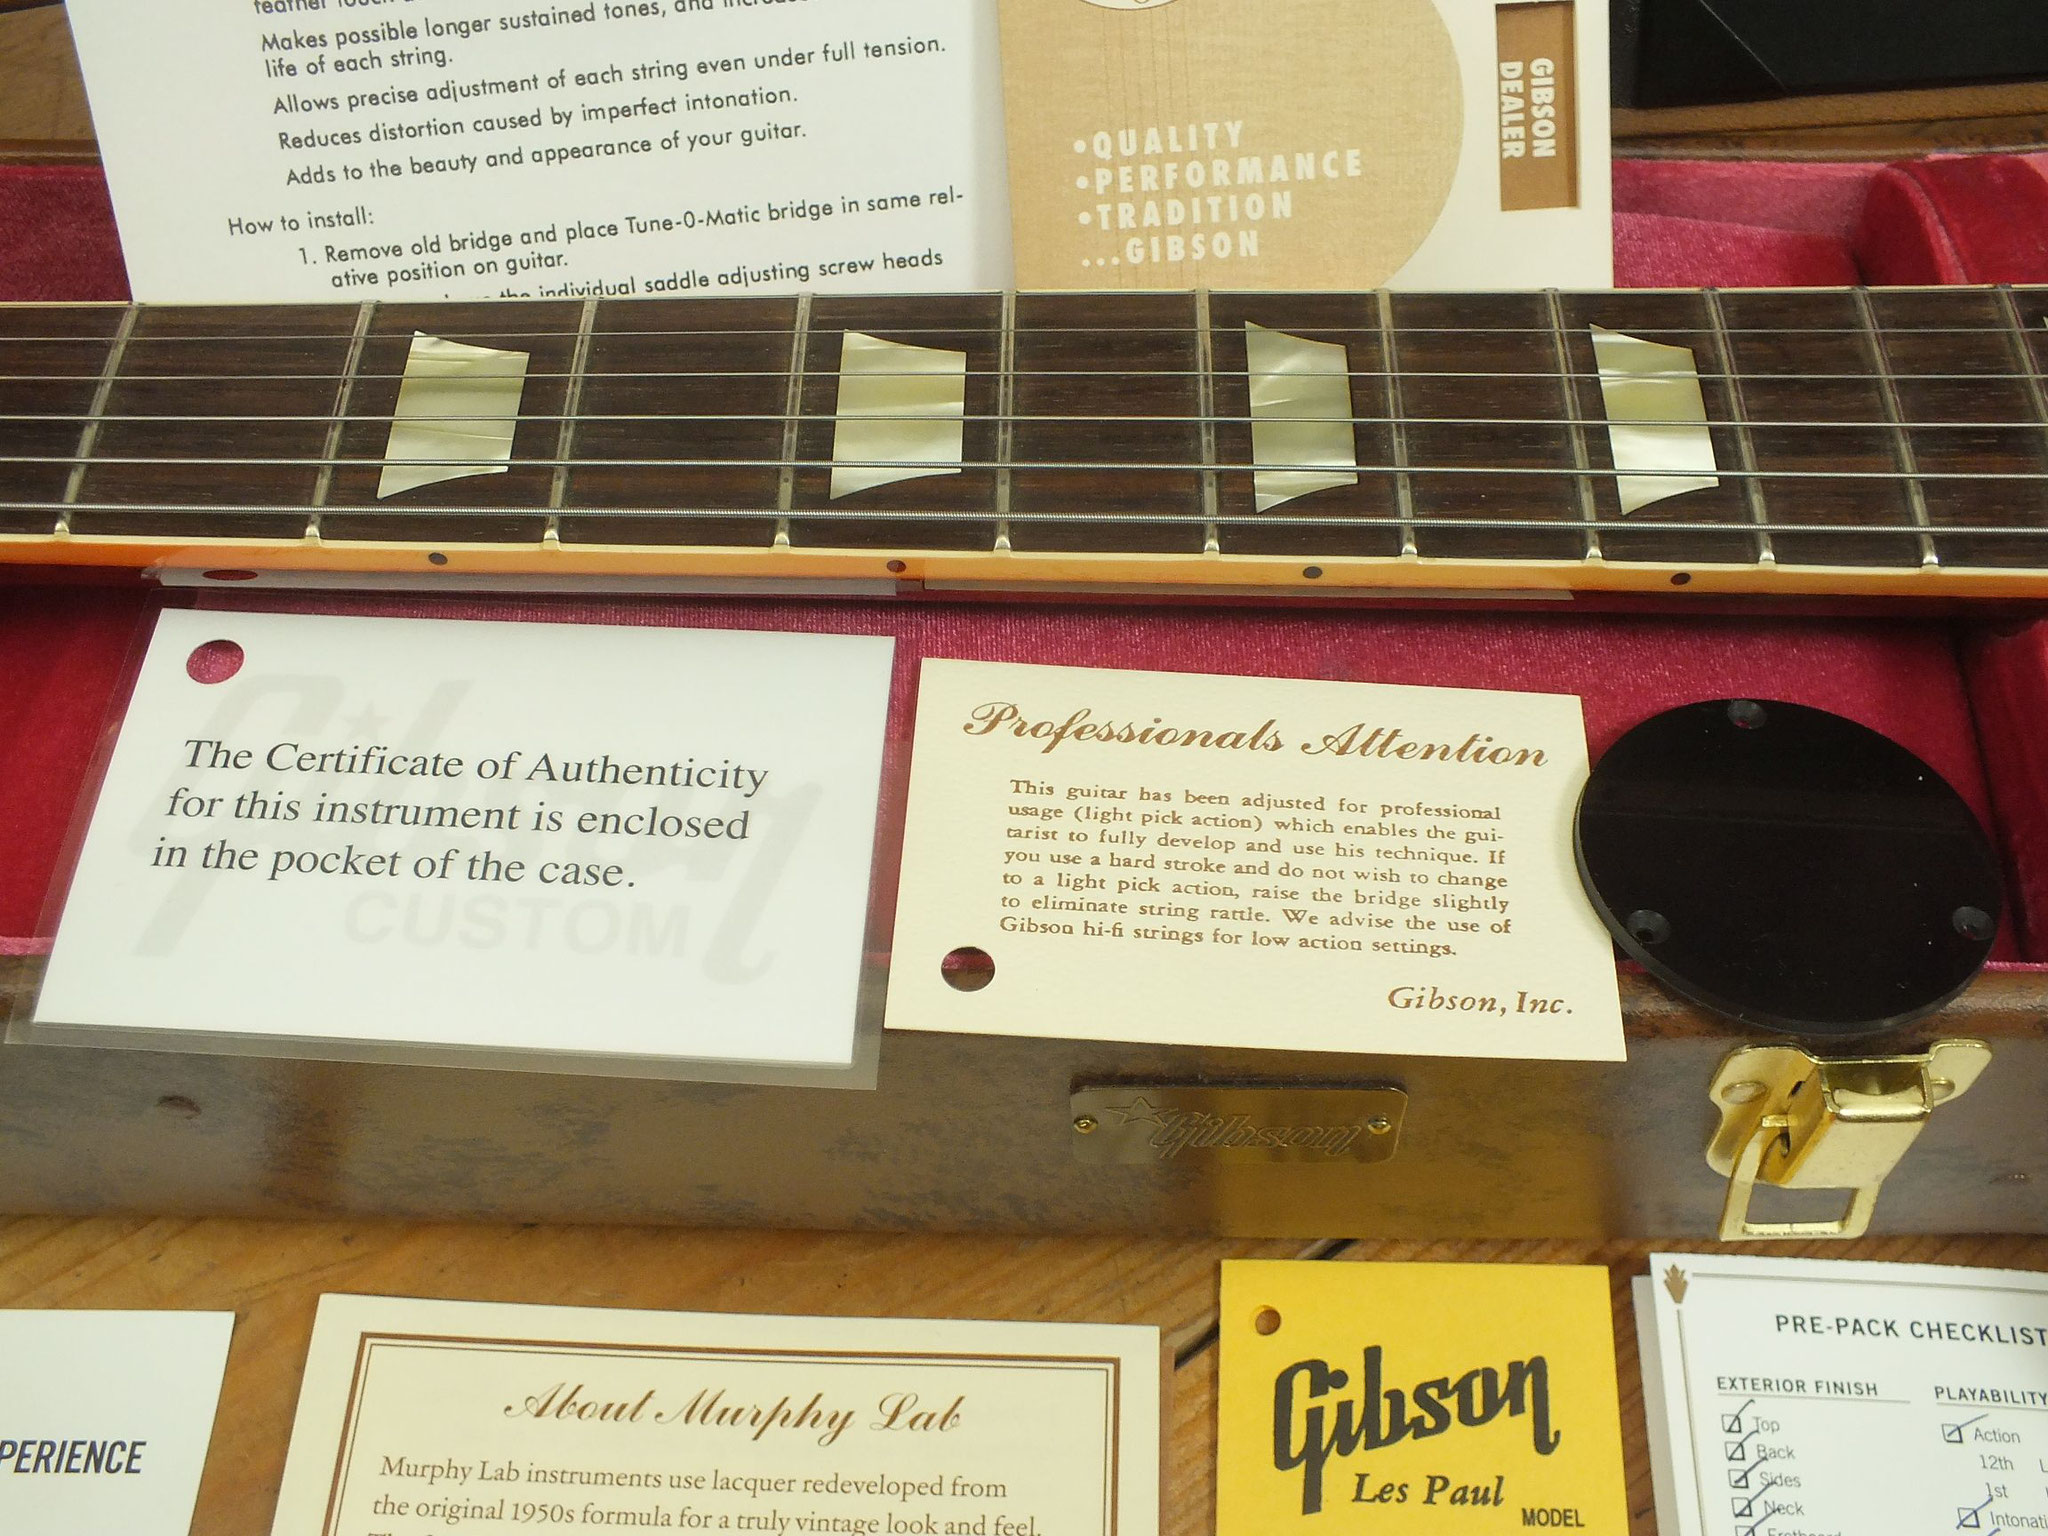 Makes possible longer sustained tones, and
life of each string.
Allows precise adjustment of each string even under full tension.
Reduces distortion caused by imperfect intonation.
Adds to the beauty and appearance of your guitar.
How to install:
1. Remove old bridge and place Tune-O-Matic bridge in same rel-
ative position on guitar.
individual saddle adjusting screw heads
•QUALITY
•PERFORMANCE
•TRADITION
...GIBSON
GIBSON
DEALER
Gibson
CUSTOM
The Certificate of Authenticity
for this instrument is enclosed
in the pocket of the case.
Professionals Attention
This guitar has been adjusted for professional
usage (light pick action) which enables the gui-
tarist to fully develop and use his technique. If
you use a hard stroke and do not wish to change
to a light pick action, raise the bridge slightly
to eliminate string rattle. We advise the use of
Gibson hi-fi strings for low action settings.
Gibson, Inc.
Gibson
PERIENCE
About Murphy Lab
Murphy Lab instruments use lacquer redeveloped from
the original 1950s formula for a truly vintage look and feel.
Gibson
Les Paul
MODEL
PRE-PACK CHECKLIST
EXTERIOR FINISH
Top
Back
Sides
Neck
PLAYABILITY
Action
12th
1st
Intonati